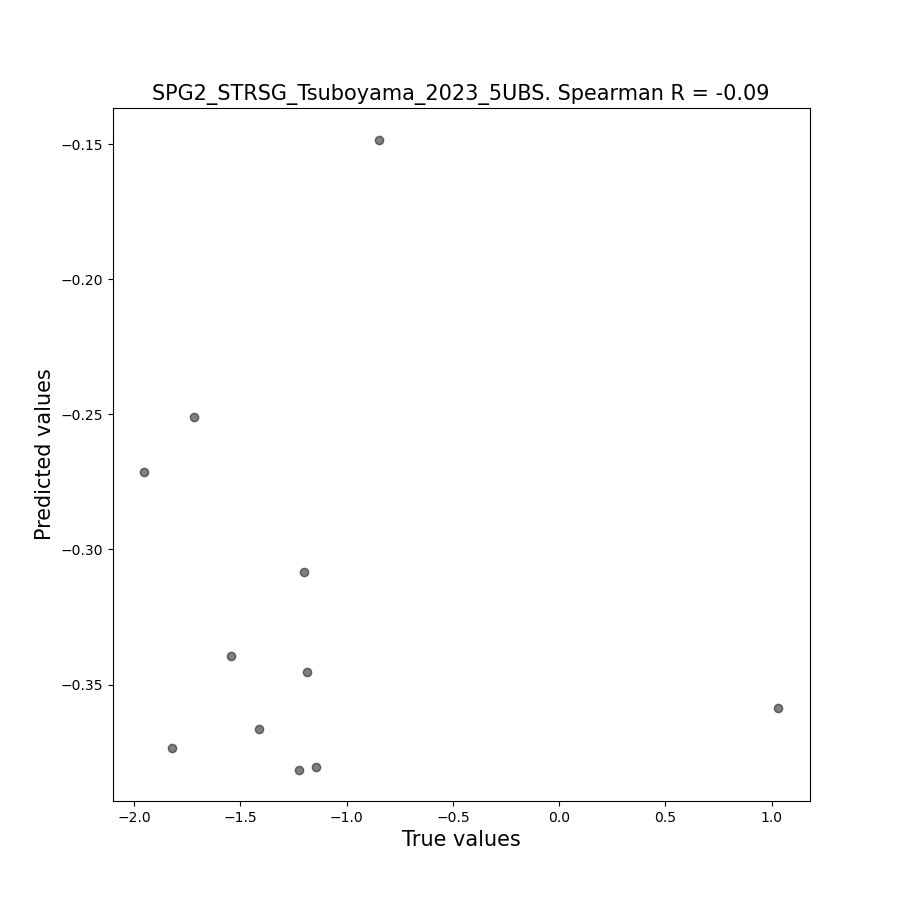 SPG2_STRSG_Tsuboyama_2023_5UBS. Spearman R = -0.09
−0.15
−0.20
−0.25
−0.30
−0.35
Predicted values
−2.0 −1.5 −1.0 −0.5 0.0 0.5 1.0
True values